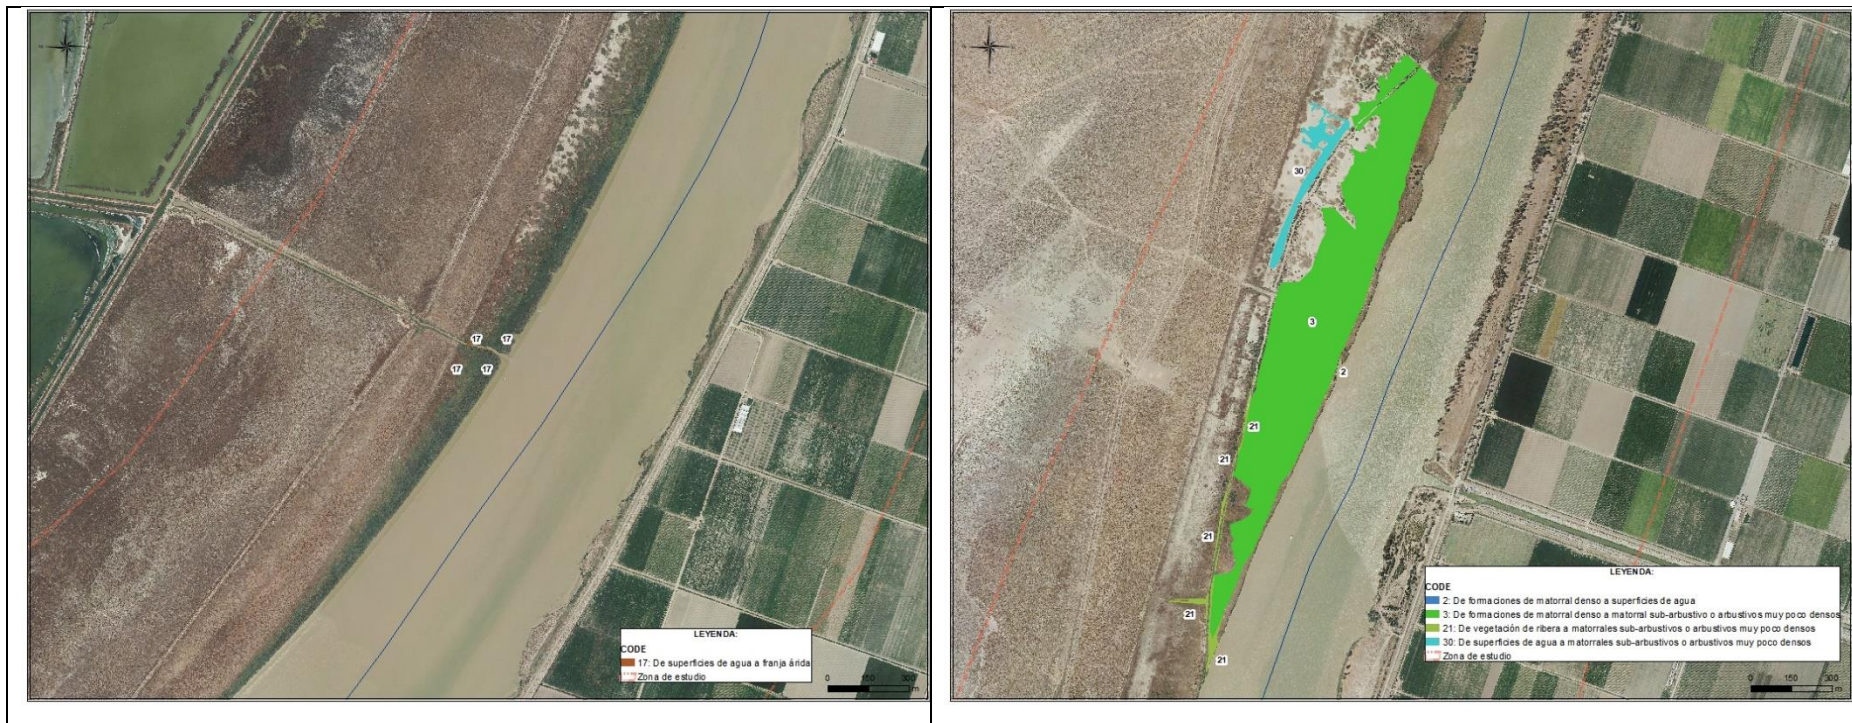 17
17
17
17
LEYENDA:
CODE
17: De superficies de agua a franja árida
Zona de estudio
0 150 300
m
30
3
2
21
21
21
21
21
LEYENDA:
CODE
2: De formaciones de matorral denso a superficies de agua
3: De formaciones de matorral denso a matorral sub-arbustivo o arbustivos muy poco densos
21: De vegetación de ribera a matorrales sub-arbustivos o arbustivos muy poco densos
30: De superficies de agua a matorrales sub-arbustivos o arbustivos muy poco densos
Zona de estudio
0 150 300
m